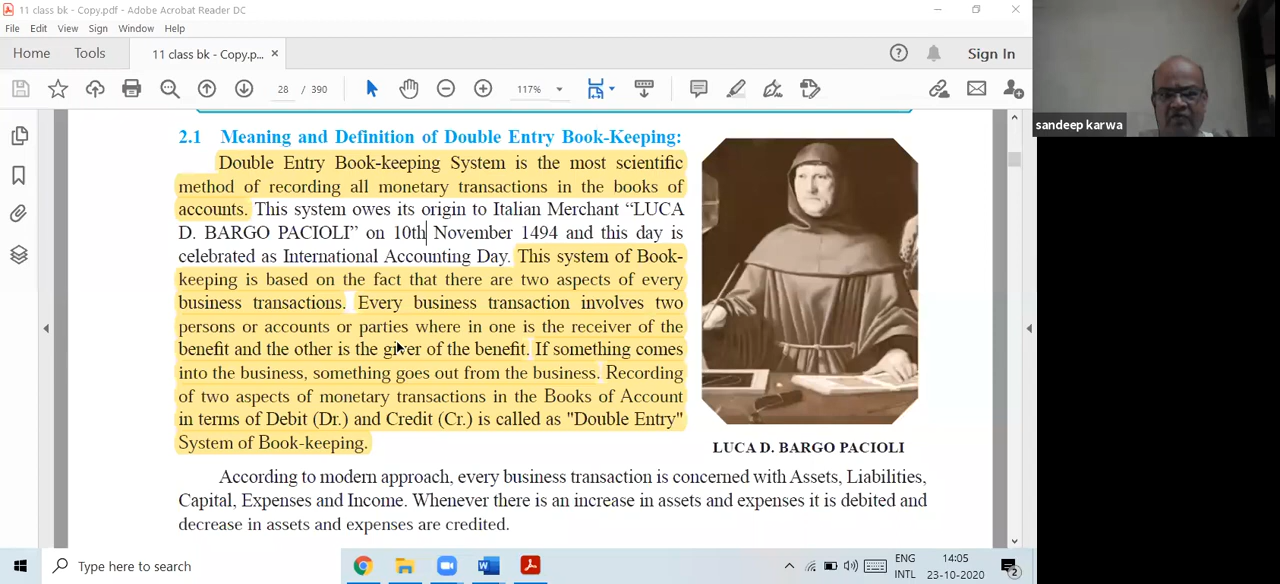 11 class bk - Copy.pdf - Adobe Acrobat Reader DC
File Edit View Sign Window Help
Home Tools 11 class bk - Copy.p... × Sign In
28 / 390 117%
2.1 Meaning and Definition of Double Entry Book-Keeping:
Double Entry Book-keeping System is the most scientific
method of recording all monetary transactions in the books of
accounts. This system owes its origin to Italian Merchant “LUCA
D. BARGO PACIOLI” on 10th November 1494 and this day is
celebrated as International Accounting Day. This system of Book-
keeping is based on the fact that there are two aspects of every
business transactions. Every business transaction involves two
persons or accounts or parties where in one is the receiver of the
benefit and the other is the giver of the benefit. If something comes
into the business, something goes out from the business. Recording
of two aspects of monetary transactions in the Books of Account
in terms of Debit (Dr.) and Credit (Cr.) is called as "Double Entry"
System of Book-keeping.
LUCA D. BARGO PACIOLI
According to modern approach, every business transaction is concerned with Assets, Liabilities,
Capital, Expenses and Income. Whenever there is an increase in assets and expenses it is debited and
decrease in assets and expenses are credited.
sandeep karwa
Type here to search
ENG
INTL
14:05
23-10-2020
2